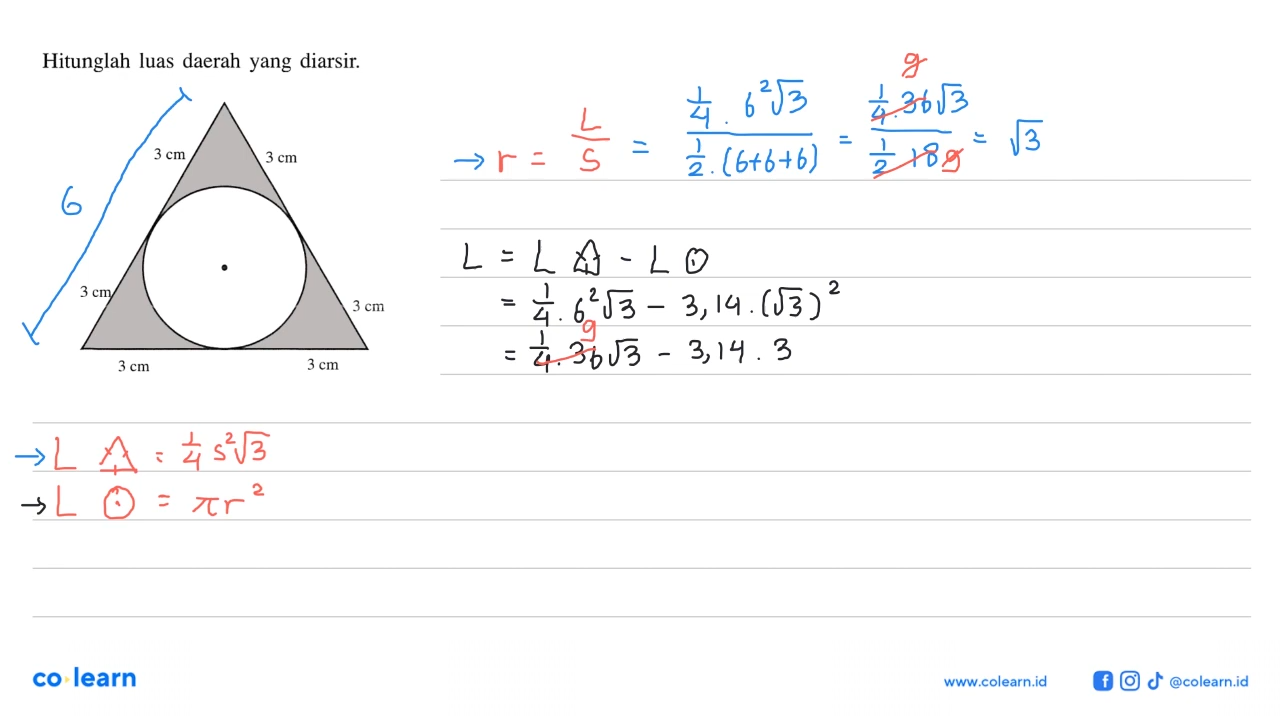 Hitunglah luas daerah yang diarsir.
3 cm
3 cm
6
3 cm
3 cm
3 cm
3 cm
→ r = L/S = (1/4 . 6²√3)/(1/2 . (6+6+6)) = (1/4 . 36√3)/(1/2 . 18) = √3
9
9
L = L △ - L ⊙
= 1/4 . 6²√3 - 3,14 . (√3)²
= 1/4 . 36√3 - 3,14 . 3
9
→ L △ = 1/4 s²√3
→ L ⊙ = πr²
co learn
www.colearn.id
@colearn.id